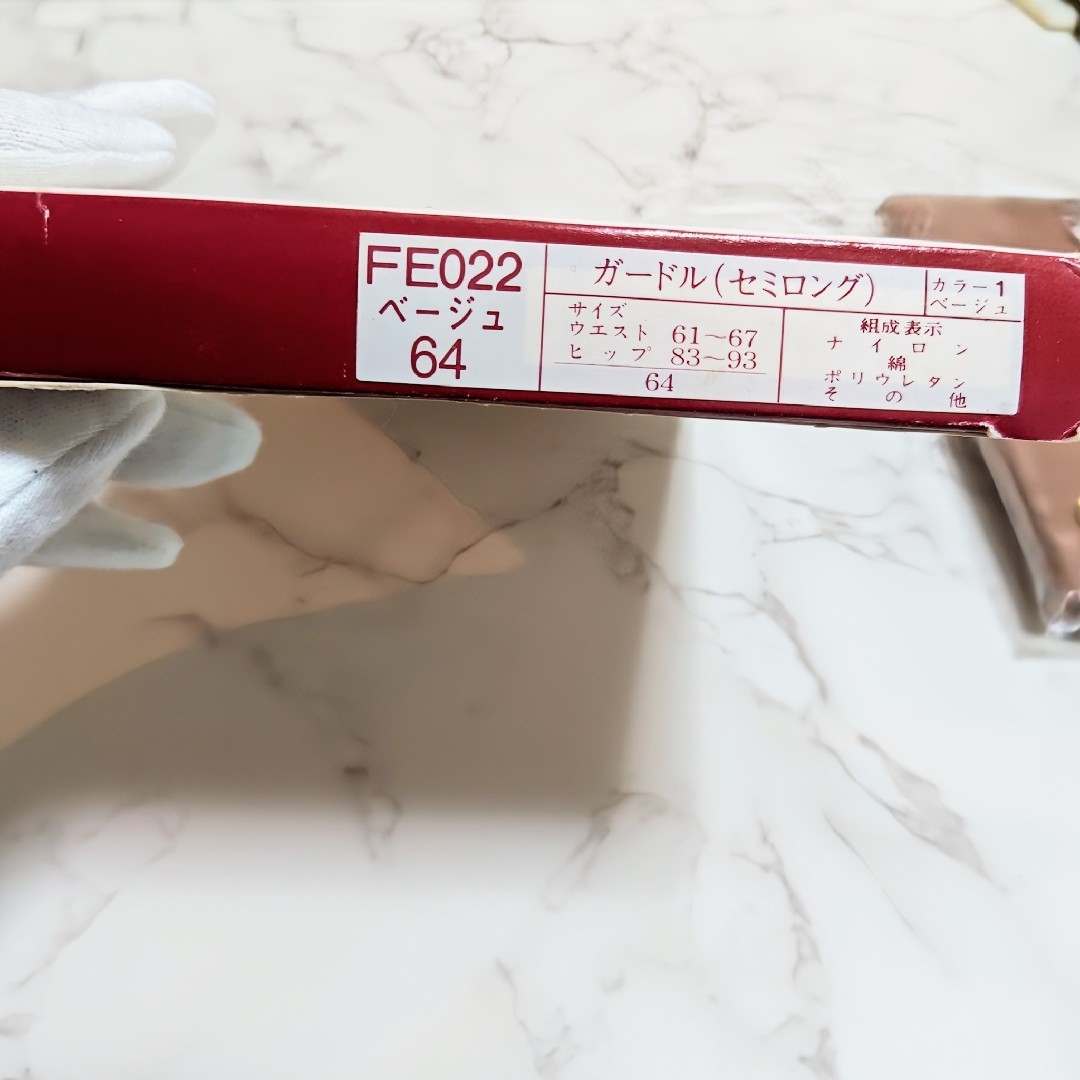 FE022
ベージュ
64
ガードル(セミロング)
カラー1
ベージュ
サイズ
ウエスト 61〜67
ヒップ 83〜93
64
組成表示
ナイロン
綿
ポリウレタン
その他